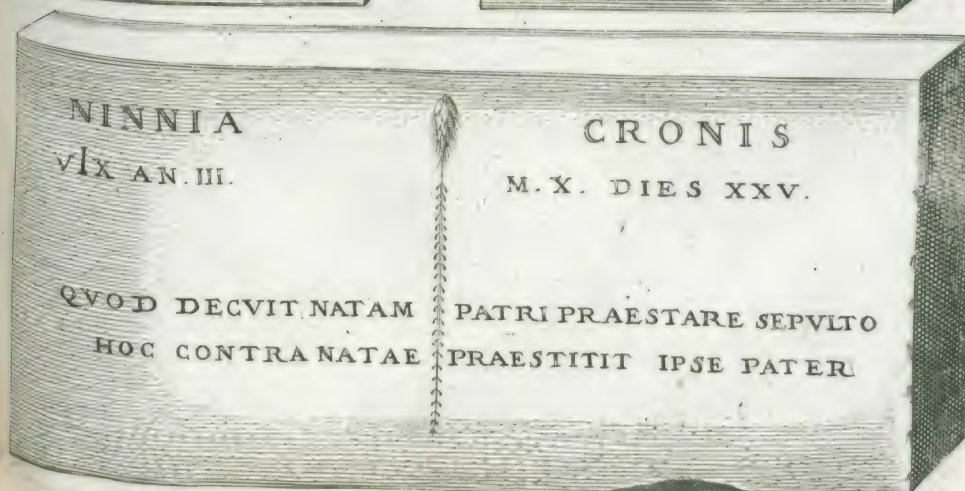 NINNIA CRONIS
VIX AN. III. M. X. DIES XXV.
QVOD DECVIT NATAM PATRI PRAESTARE SEPVLTO
HOC CONTRA NATAE PRAESTITIT IPSE PATER